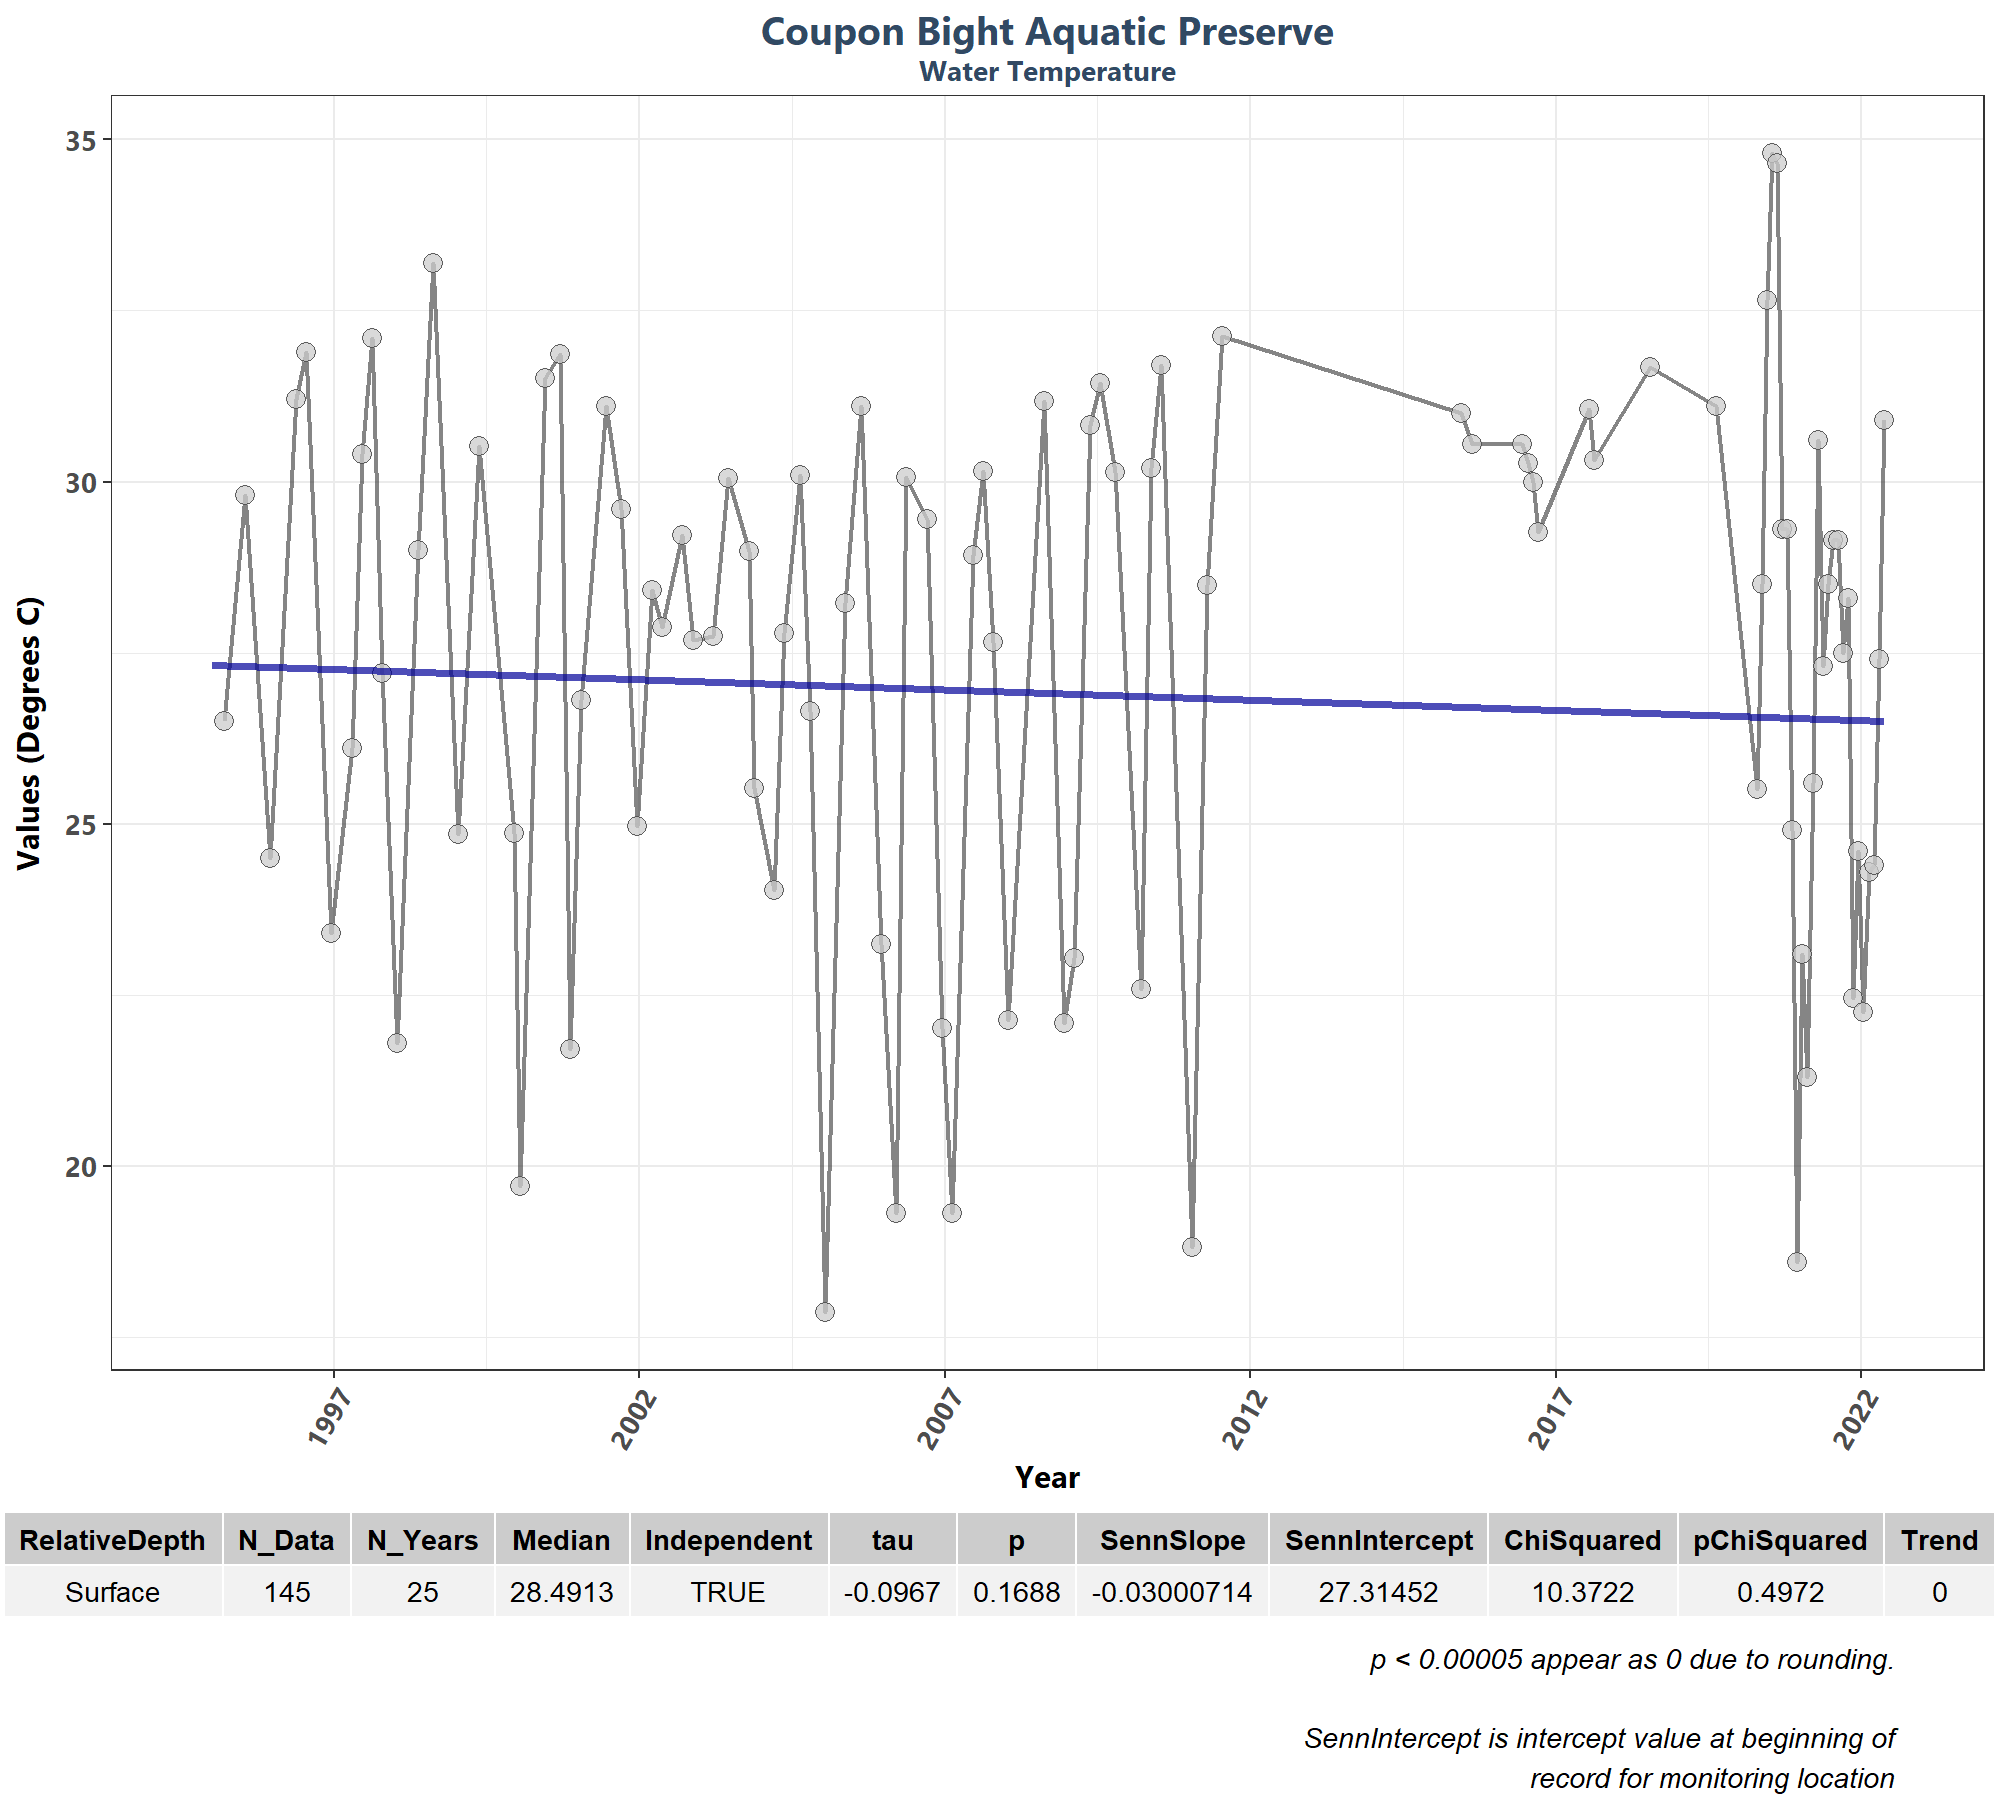 Coupon Bight Aquatic Preserve
Water Temperature
35
30
25
20
Values (Degrees C)
1997
2002
2007
2012
2017
2022
Year
RelativeDepth N_Data N_Years Median Independent tau p SennSlope SennIntercept ChiSquared pChiSquared Trend
Surface 145 25 28.4913 TRUE -0.0967 0.1688 -0.03000714 27.31452 10.3722 0.4972 0
p < 0.00005 appear as 0 due to rounding.
SennIntercept is intercept value at beginning of
record for monitoring location